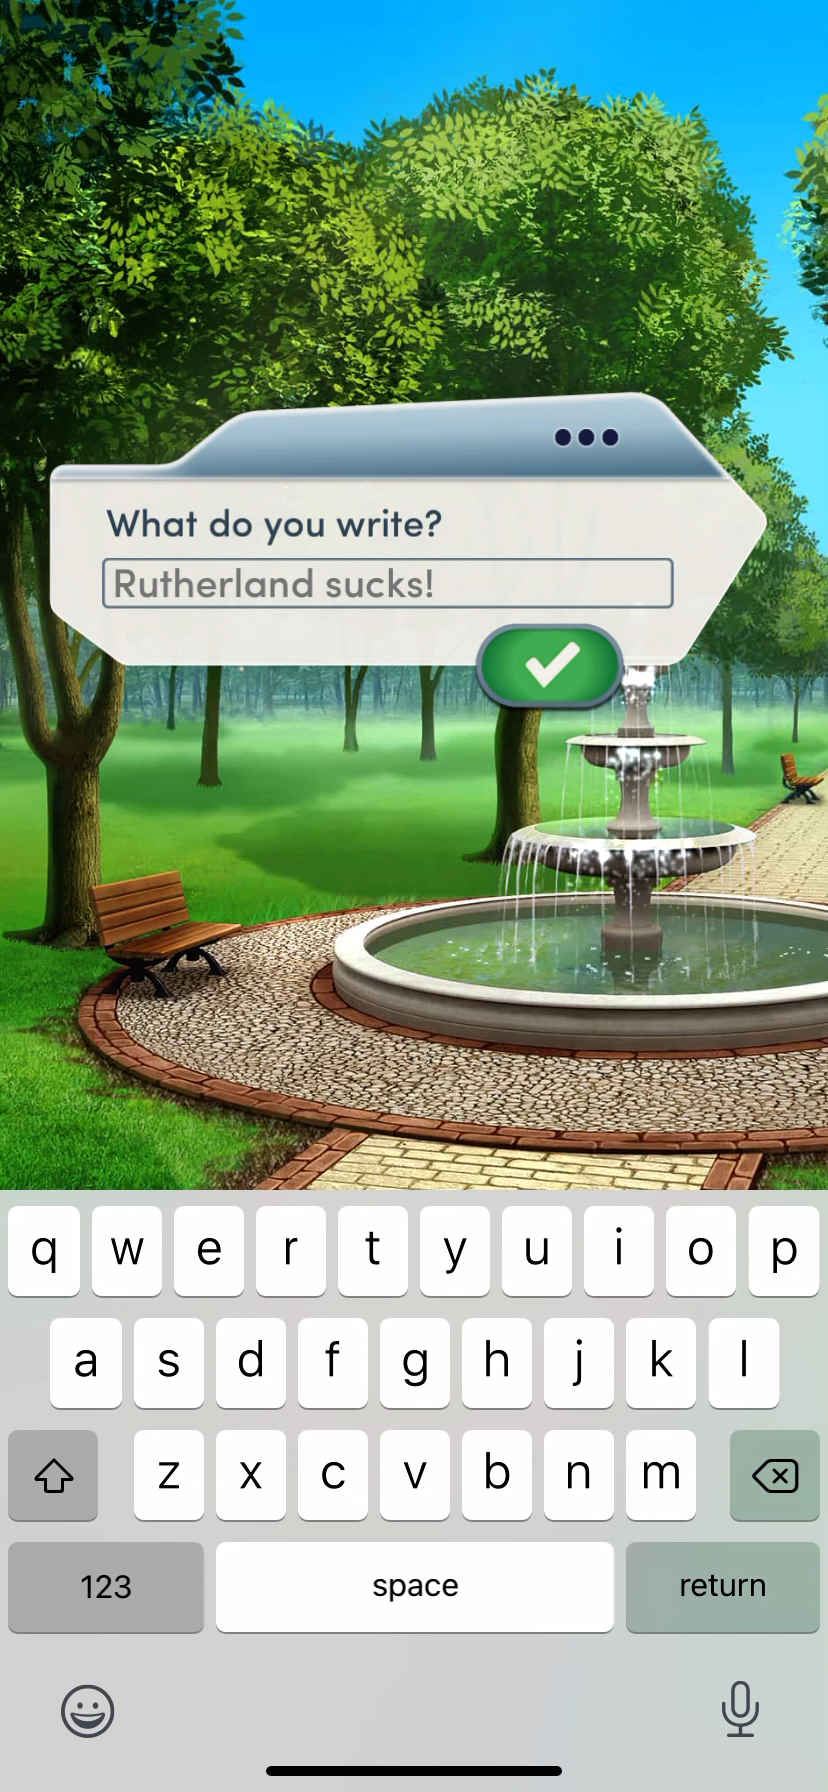 What do you write?
Rutherland sucks!
q w e r t y u i o p
a s d f g h j k l
z x c v b n m
123 space return